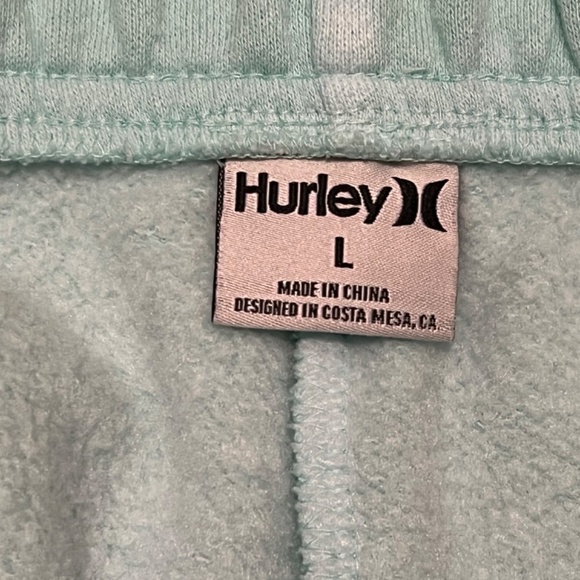 Hurley
L
MADE IN CHINA
DESIGNED IN COSTA MESA, CA